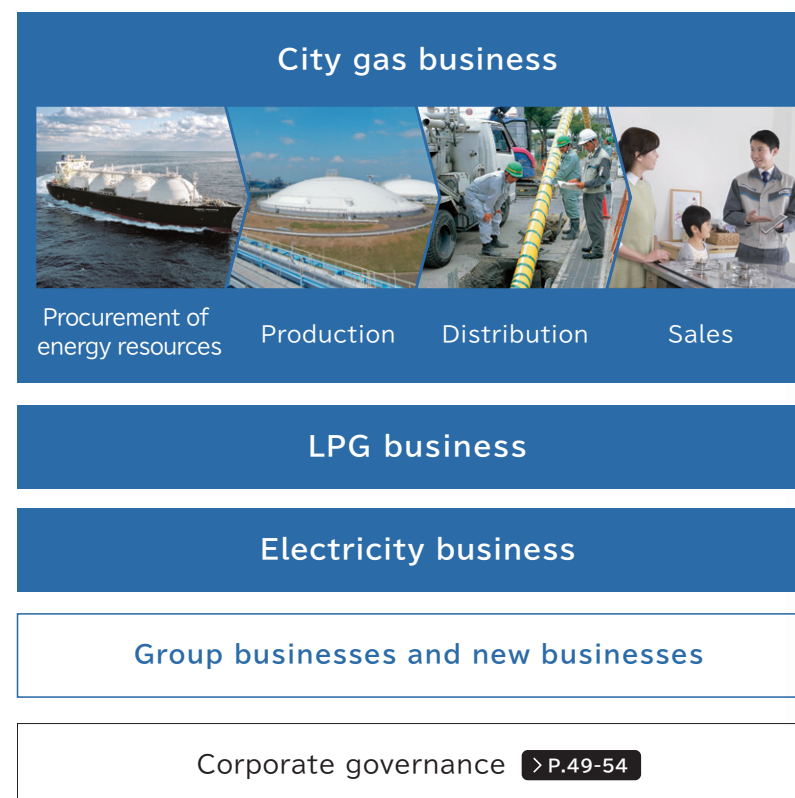 City gas business
Procurement of
energy resources
Production
Distribution
Sales
LPG business
Electricity business
Group businesses and new businesses
Corporate governance > P.49-54